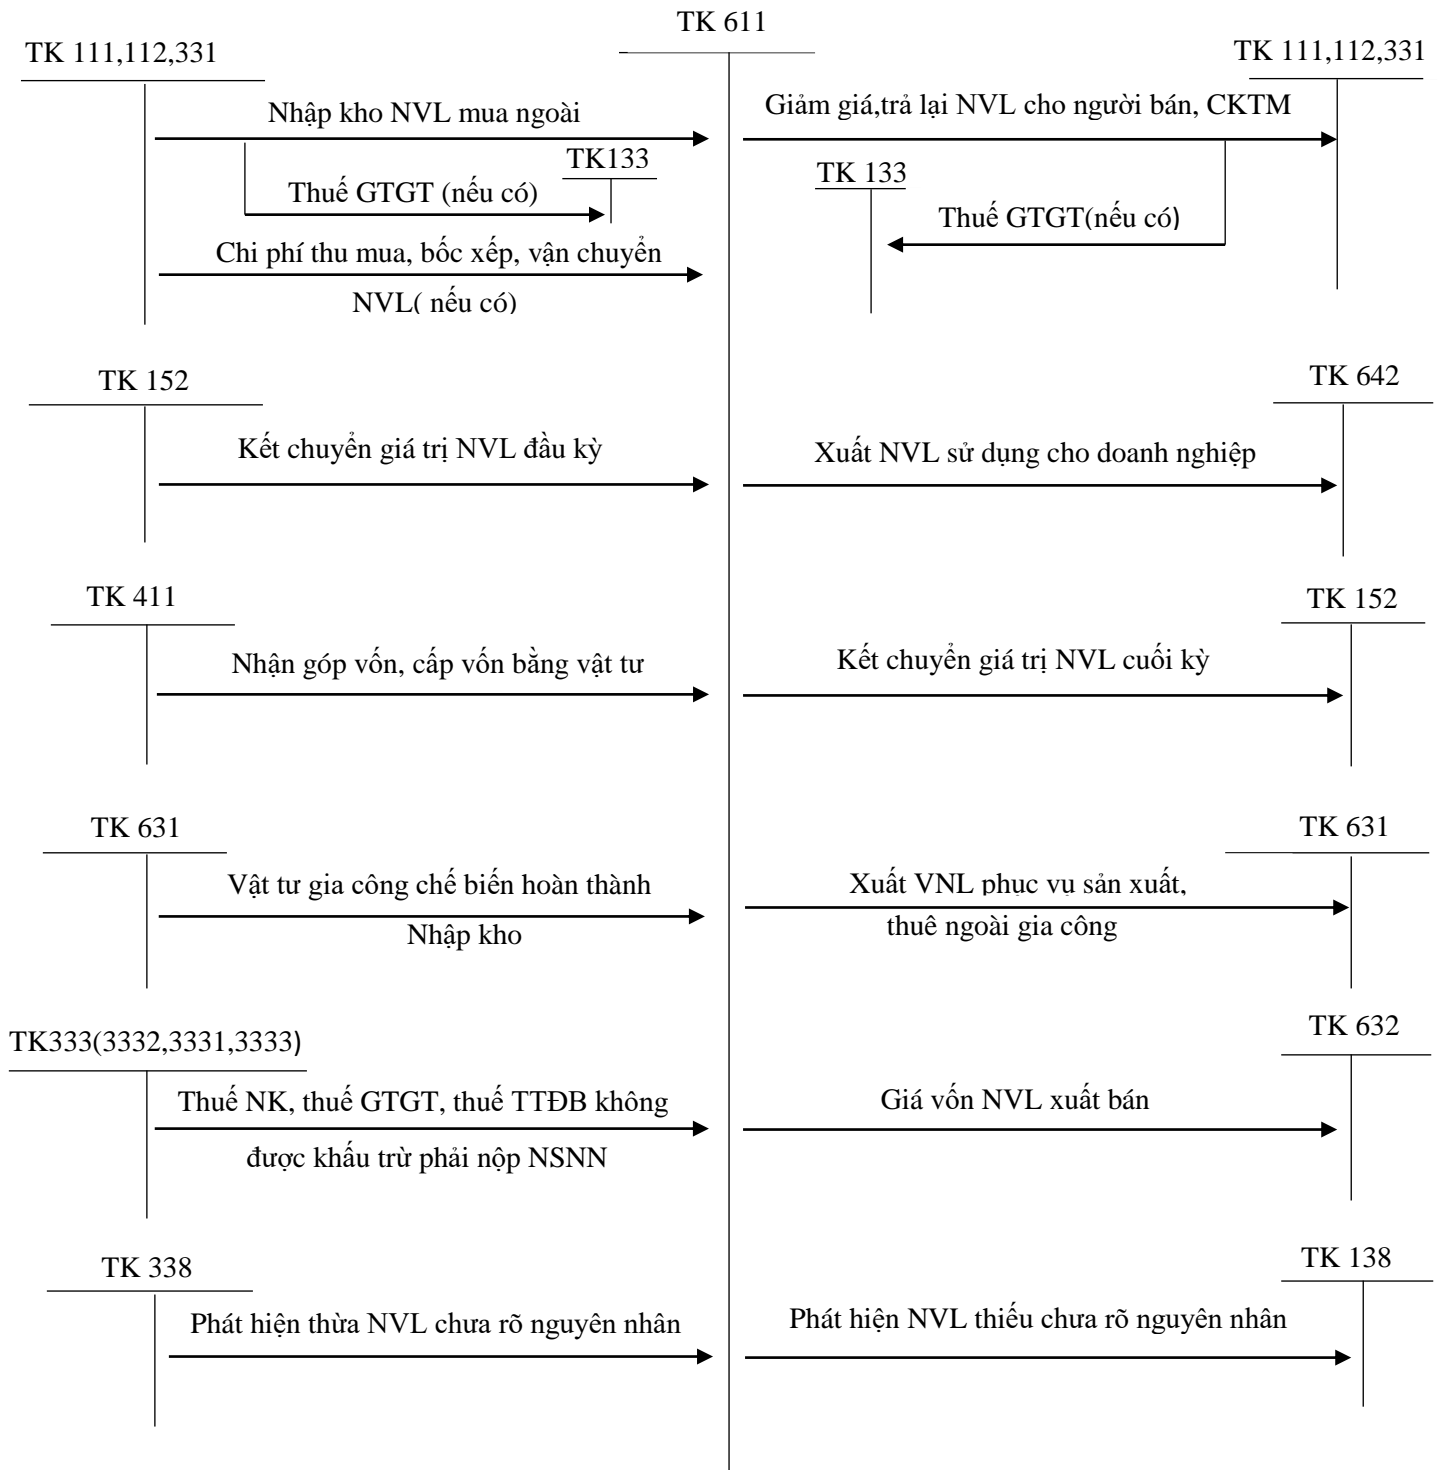 TK 611
TK 111,112,331
TK 111,112,331
Nhập kho NVL mua ngoài
Giảm giá,trả lại NVL cho người bán, CKTM
TK133
TK 133
Thuế GTGT (nếu có)
Thuế GTGT(nếu có)
Chi phí thu mua, bốc xếp, vận chuyển
NVL( nếu có)
TK 152
TK 642
Kết chuyển giá trị NVL đầu kỳ
Xuất NVL sử dụng cho doanh nghiệp
TK 411
TK 152
Nhận góp vốn, cấp vốn bằng vật tư
Kết chuyển giá trị NVL cuối kỳ
TK 631
TK 631
Vật tư gia công chế biến hoàn thành
Nhập kho
Xuất VNL phục vụ sản xuất,
thuê ngoài gia công
TK333(3332,3331,3333)
TK 632
Thuế NK, thuế GTGT, thuế TTĐB không
được khấu trừ phải nộp NSNN
Giá vốn NVL xuất bán
TK 338
TK 138
Phát hiện thừa NVL chưa rõ nguyên nhân
Phát hiện NVL thiếu chưa rõ nguyên nhân